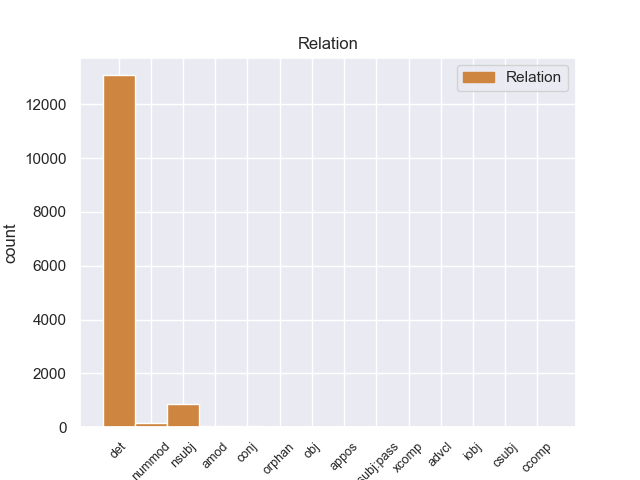 Relation
Relation
count
12000
10000
8000
6000
4000
2000
0
det
nummod
nsubj
amod
conj
orphan
obj
appos
subj:pass
xcomp
advcl
iobj
csubj
ccomp